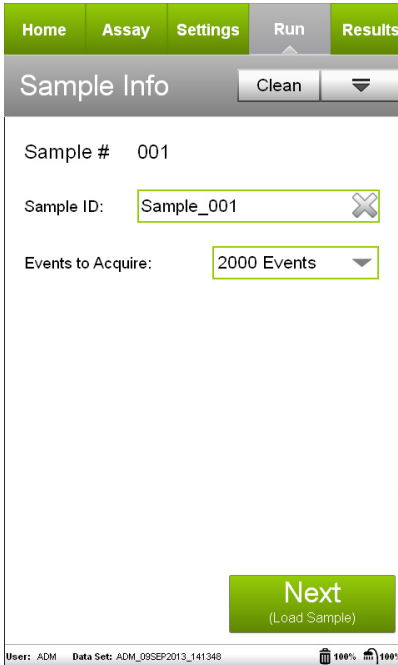 Home Assay Settings Run Results
Sample Info Clean
Sample # 001
Sample ID: Sample_001
Events to Acquire: 2000 Events
Next
(Load Sample)
User: ADM Data Set: ADM_09SEP2013_141348 100% 100%